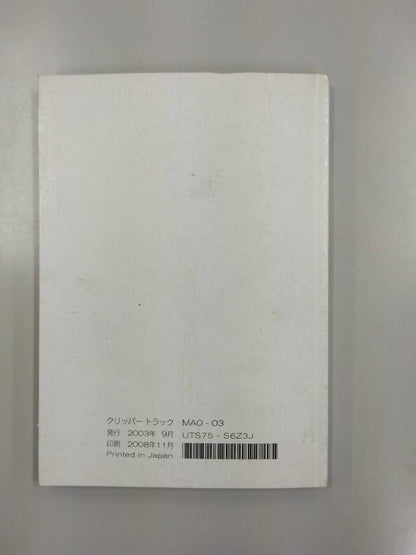 クリッパー トラック MA0 - 03
発行 2003年 9月 UTS75 - S6Z3J
印刷 2008年11月
Printed in Japan